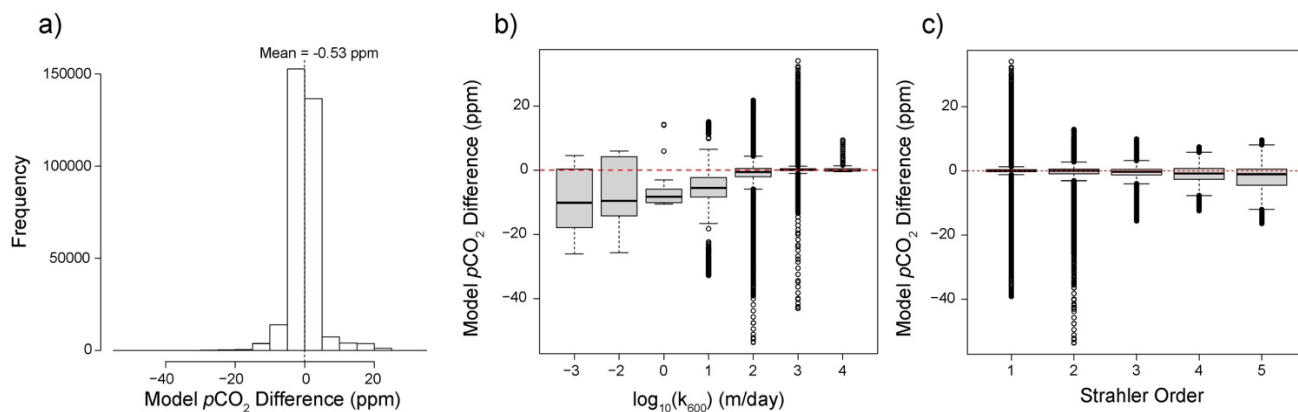 a)
Mean = -0.53 ppm
150000
100000
50000
0
Frequency
−40
−20
0
20
Model pCO2 Difference (ppm)
b)
20
0
−20
−40
Model pCO2 Difference (ppm)
−3
−2
0
1
2
3
4
log10(k600) (m/day)
c)
20
0
−20
−40
Model pCO2 Difference (ppm)
1
2
3
4
5
Strahler Order